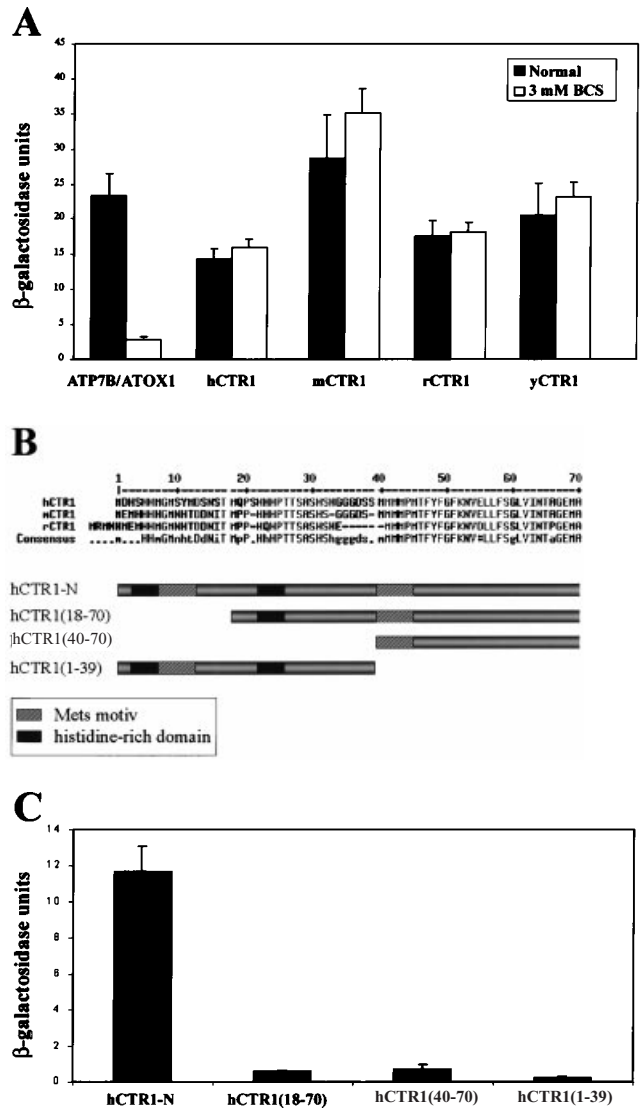 A
45
40
35
30
25
20
15
10
5
0
β-galactosidase units
Normal
3 mM BCS
ATP7B/ATOX1 hCTR1 mCTR1 rCTR1 yCTR1
B
1 10 20 30 40 50 60 70
hCTR1
mCTR1
rCTR1
Consensus
hCTR1-N
hCTR1(18-70)
hCTR1(40-70)
hCTR1(1-39)
Mets motiv
histidine-rich domain
C
14
12
10
8
6
4
2
0
β-galactosidase units
hCTR1-N hCTR1(18-70) hCTR1(40-70) hCTR1(1-39)